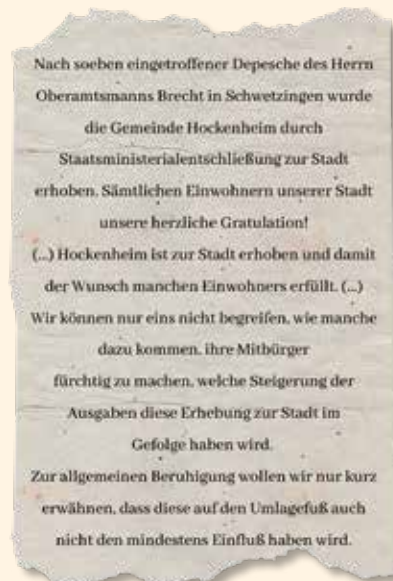 Nach soeben eingetroffener Depesche des Herrn
Oberamtsmanns Brecht in Schwetzingen wurde
die Gemeinde Hockenheim durch
Staatsministerialentschließung zur Stadt
erhoben. Sämtlichen Einwohnern unserer Stadt
unsere herzliche Gratulation!
(...) Hockenheim ist zur Stadt erhoben und damit
der Wunsch manchen Einwohners erfüllt. (...)
Wir können nur eins nicht begreifen, wie manche
dazu kommen, ihre Mitbürger
fürchtig zu machen, welche Steigerung der
Ausgaben diese Erhebung zur Stadt im
Gefolge haben wird.
Zur allgemeinen Beruhigung wollen wir nur kurz
erwähnen, dass diese auf den Umlagefuß auch
nicht den mindestens Einfluß haben wird.